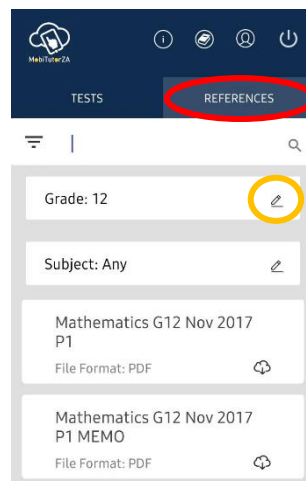 MobiTutorZA
TESTS REFERENCES
Grade: 12
Subject: Any
Mathematics G12 Nov 2017
P1
File Format: PDF
Mathematics G12 Nov 2017
P1 MEMO
File Format: PDF